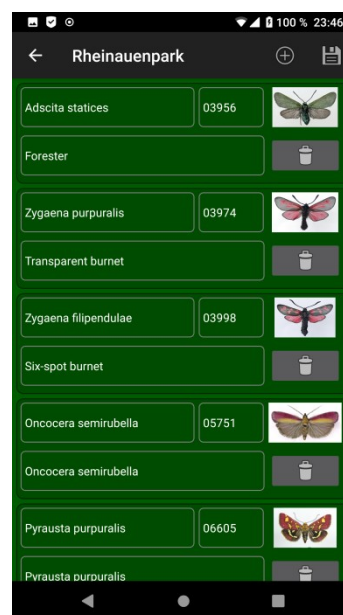 100 % 23:46
Rheinauenpark
Adscita statices 03956
Forester
Zygaena purpuralis 03974
Transparent burnet
Zygaena filipendulae 03998
Six-spot burnet
Oncocera semirubella 05751
Oncocera semirubella
Pyrausta purpuralis 06605
Pyrausta purpuralis